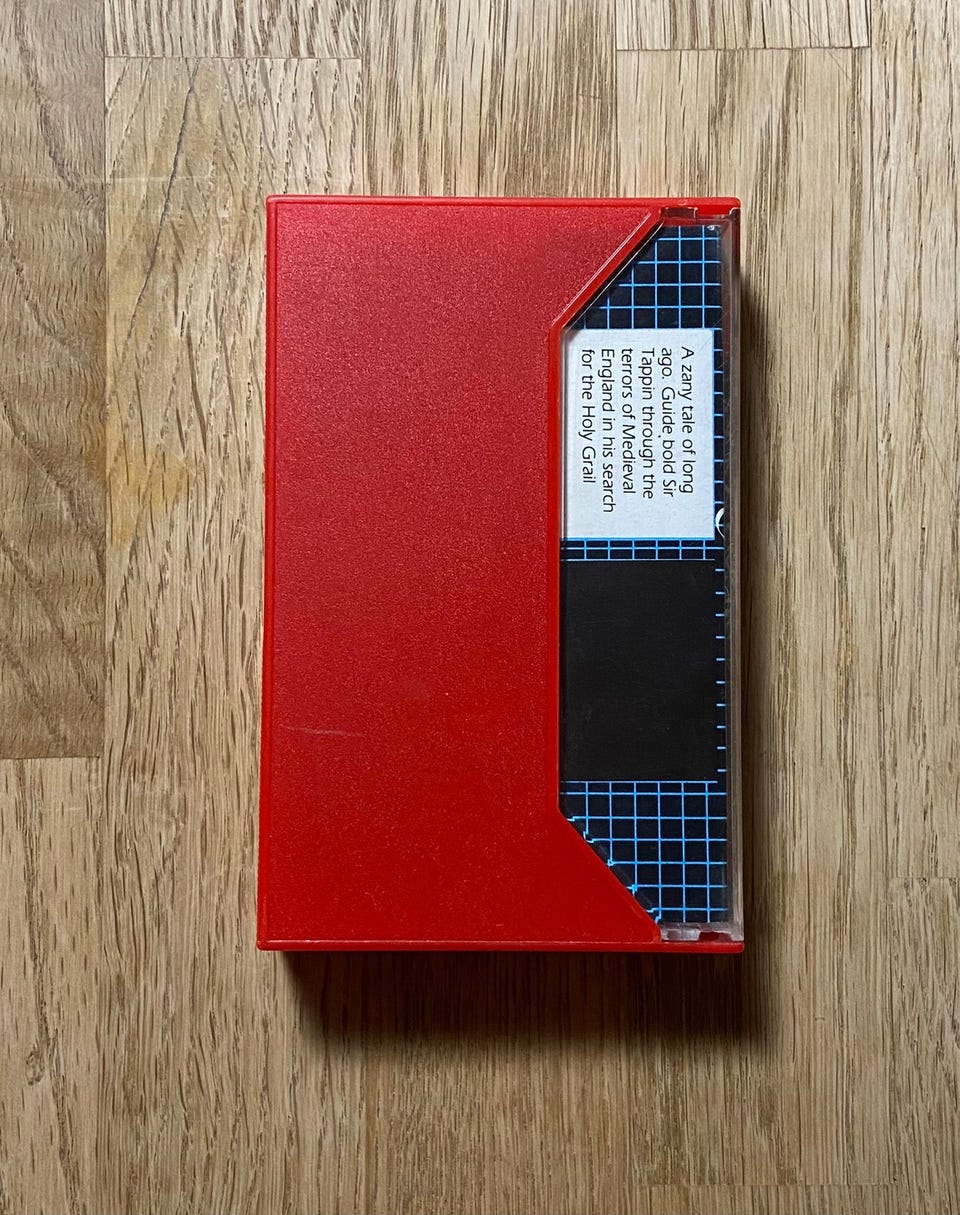 A zany tale of long
ago. Guide bold Sir
Tappin through the
terrors of Medieval
England in his search
for the Holy Grail